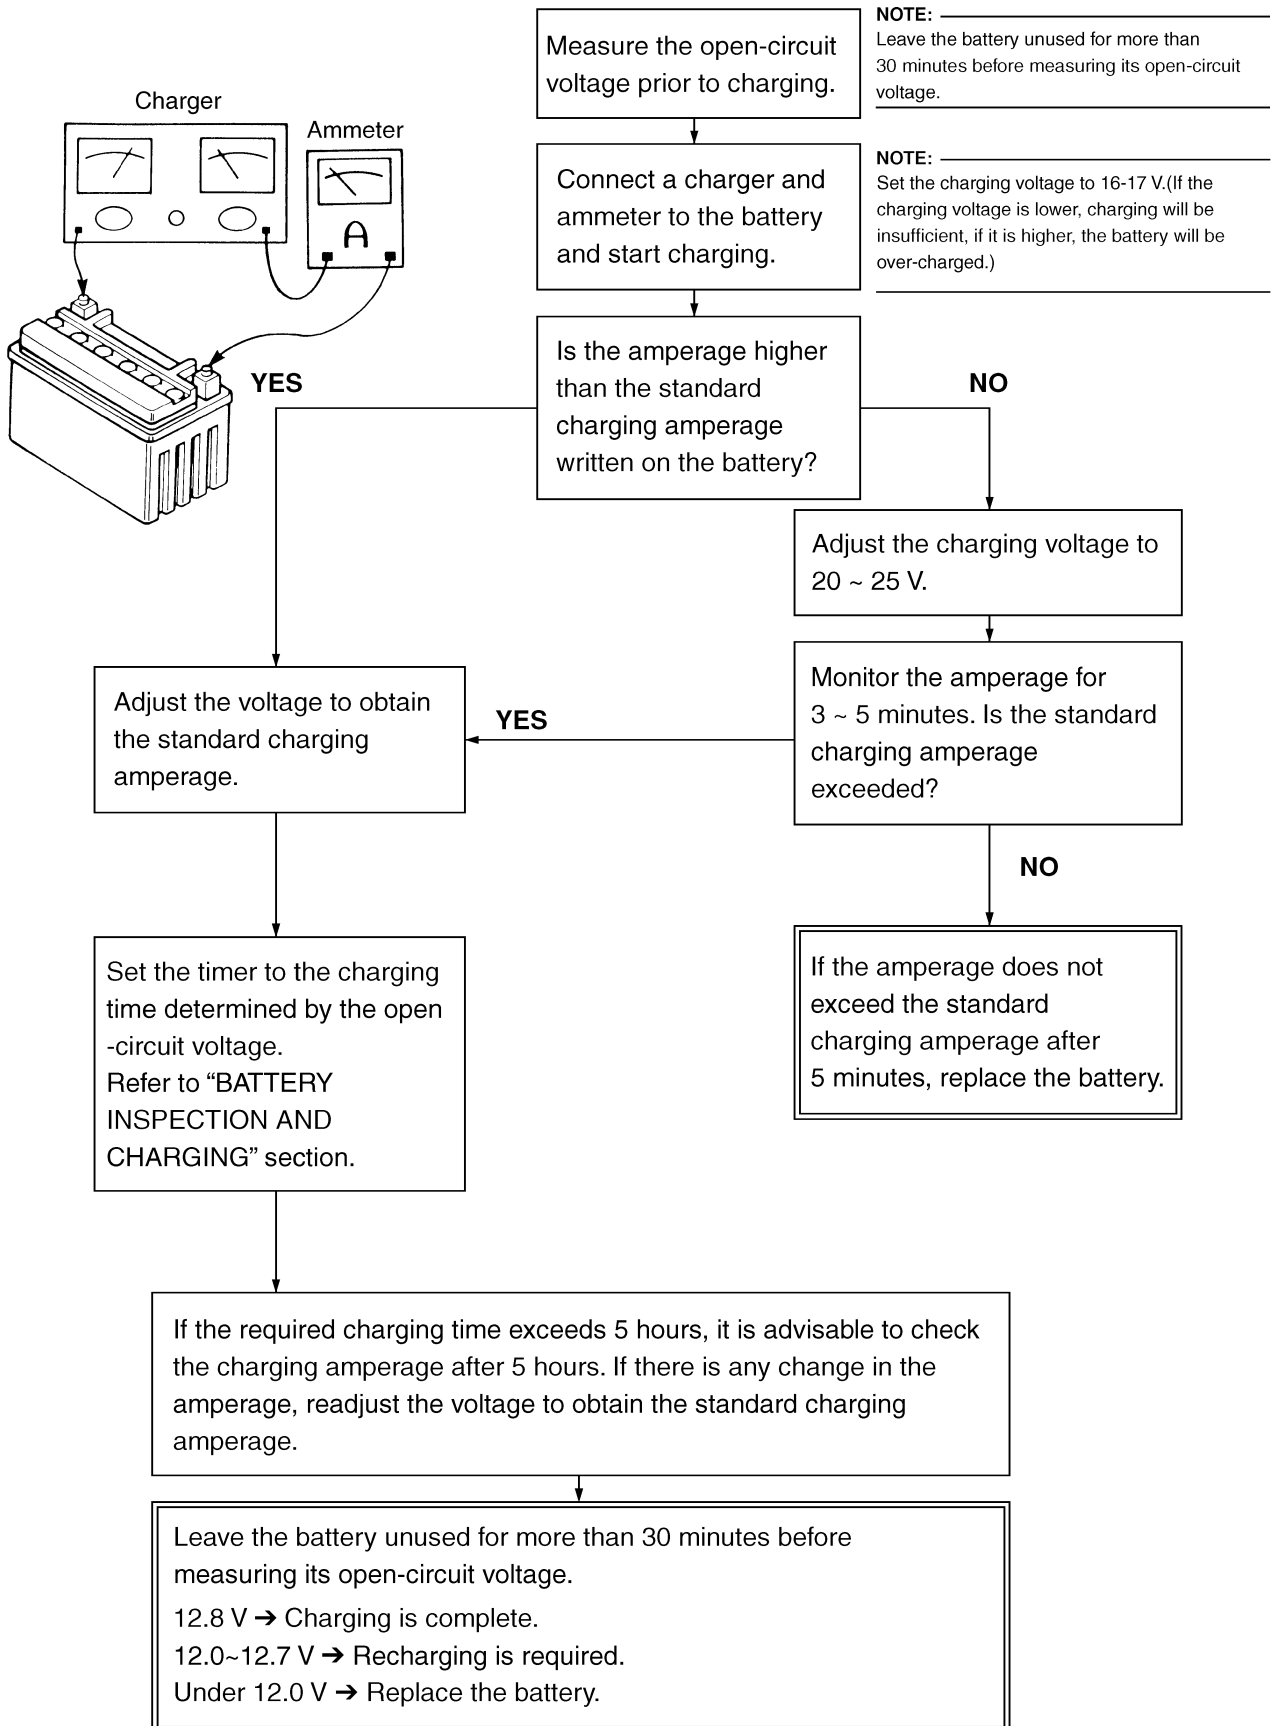 Measure the open-circuit
voltage prior to charging.
NOTE:
Leave the battery unused for more than
30 minutes before measuring its open-circuit
voltage.
Charger
Ammeter
A
Connect a charger and
ammeter to the battery
and start charging.
NOTE:
Set the charging voltage to 16-17 V.(If the
charging voltage is lower, charging will be
insufficient, if it is higher, the battery will be
over-charged.)
Is the amperage higher
than the standard
charging amperage
written on the battery?
YES
NO
Adjust the charging voltage to
20 ~ 25 V.
Monitor the amperage for
3 ~ 5 minutes. Is the standard
charging amperage
exceeded?
YES
Adjust the voltage to obtain
the standard charging
amperage.
NO
If the amperage does not
exceed the standard
charging amperage after
5 minutes, replace the battery.
Set the timer to the charging
time determined by the open
-circuit voltage.
Refer to “BATTERY
INSPECTION AND
CHARGING” section.
If the required charging time exceeds 5 hours, it is advisable to check
the charging amperage after 5 hours. If there is any change in the
amperage, readjust the voltage to obtain the standard charging
amperage.
Leave the battery unused for more than 30 minutes before
measuring its open-circuit voltage.
12.8 V ➔ Charging is complete.
12.0~12.7 V ➔ Recharging is required.
Under 12.0 V ➔ Replace the battery.